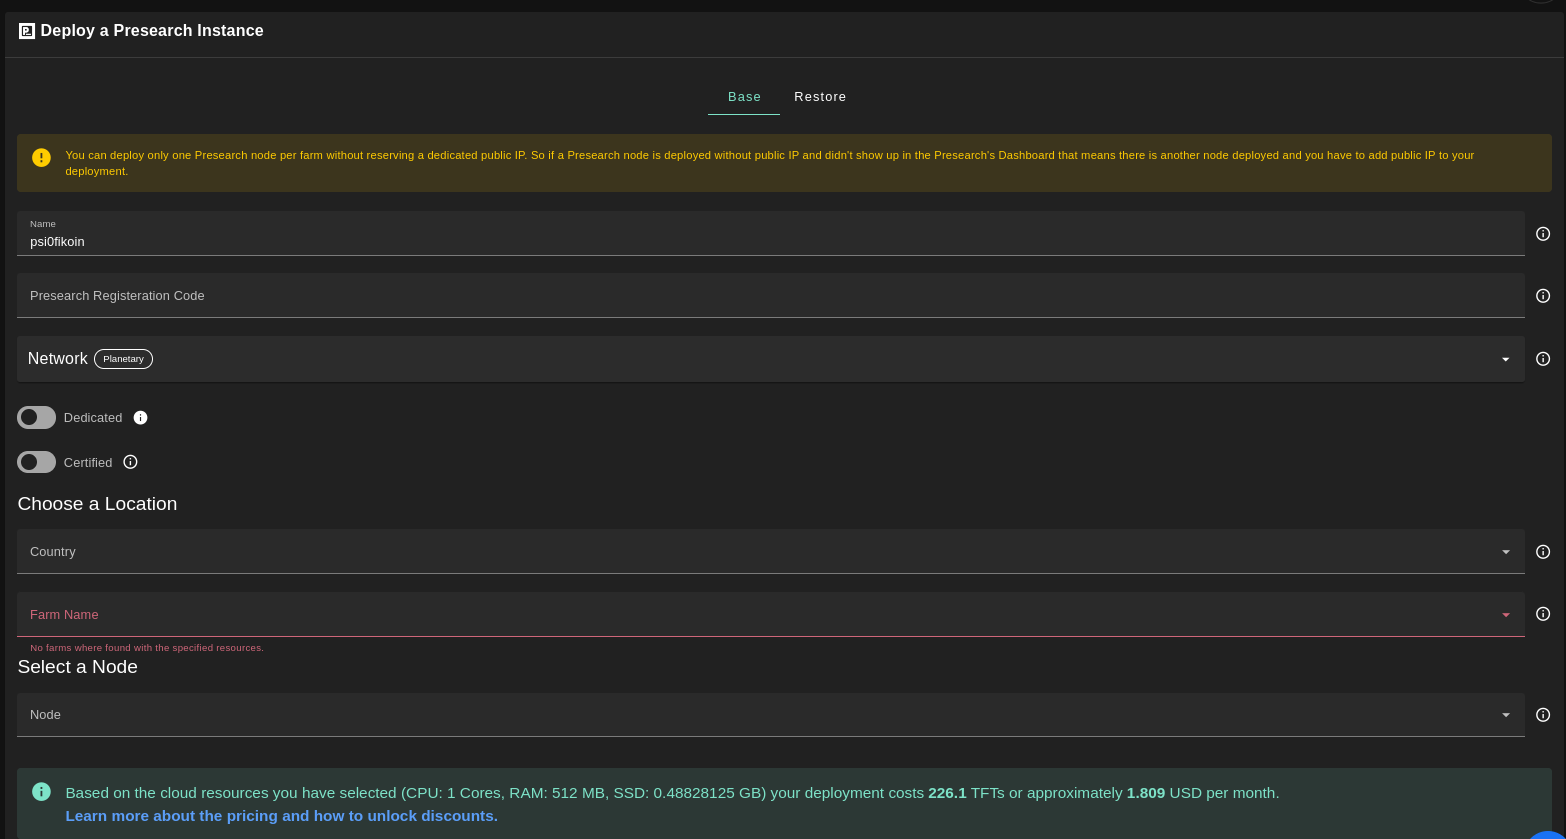 Deploy a Presearch Instance
Base
Restore
You can deploy only one Presearch node per farm without reserving a dedicated public IP. So if a Presearch node is deployed without public IP and didn't show up in the Presearch's Dashboard that means there is another node deployed and you have to add public IP to your
deployment.
Name
psi0fikoin
Presearch Registeration Code
Network Planetary
Dedicated
Certified
Choose a Location
Country
Farm Name
No farms where found with the specified resources.
Select a Node
Node
Based on the cloud resources you have selected (CPU: 1 Cores, RAM: 512 MB, SSD: 0.48828125 GB) your deployment costs 226.1 TFTs or approximately 1.809 USD per month.
Learn more about the pricing and how to unlock discounts.